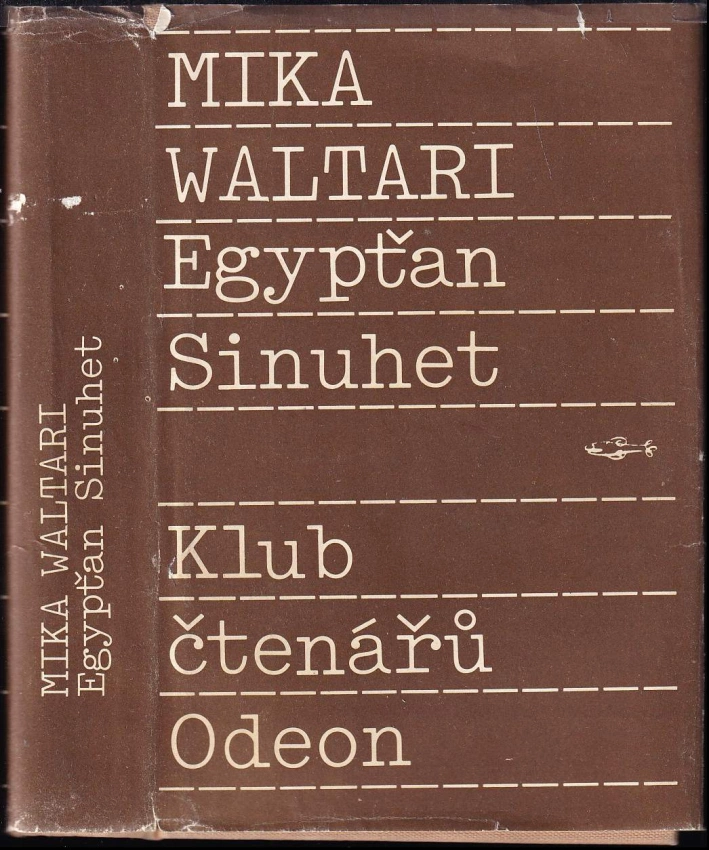 MIKA
WALTARI
Egypťan
Sinuhet
Klub
čtenářů
Odeon
MIKA WALTARI
Egypťan Sinuhet